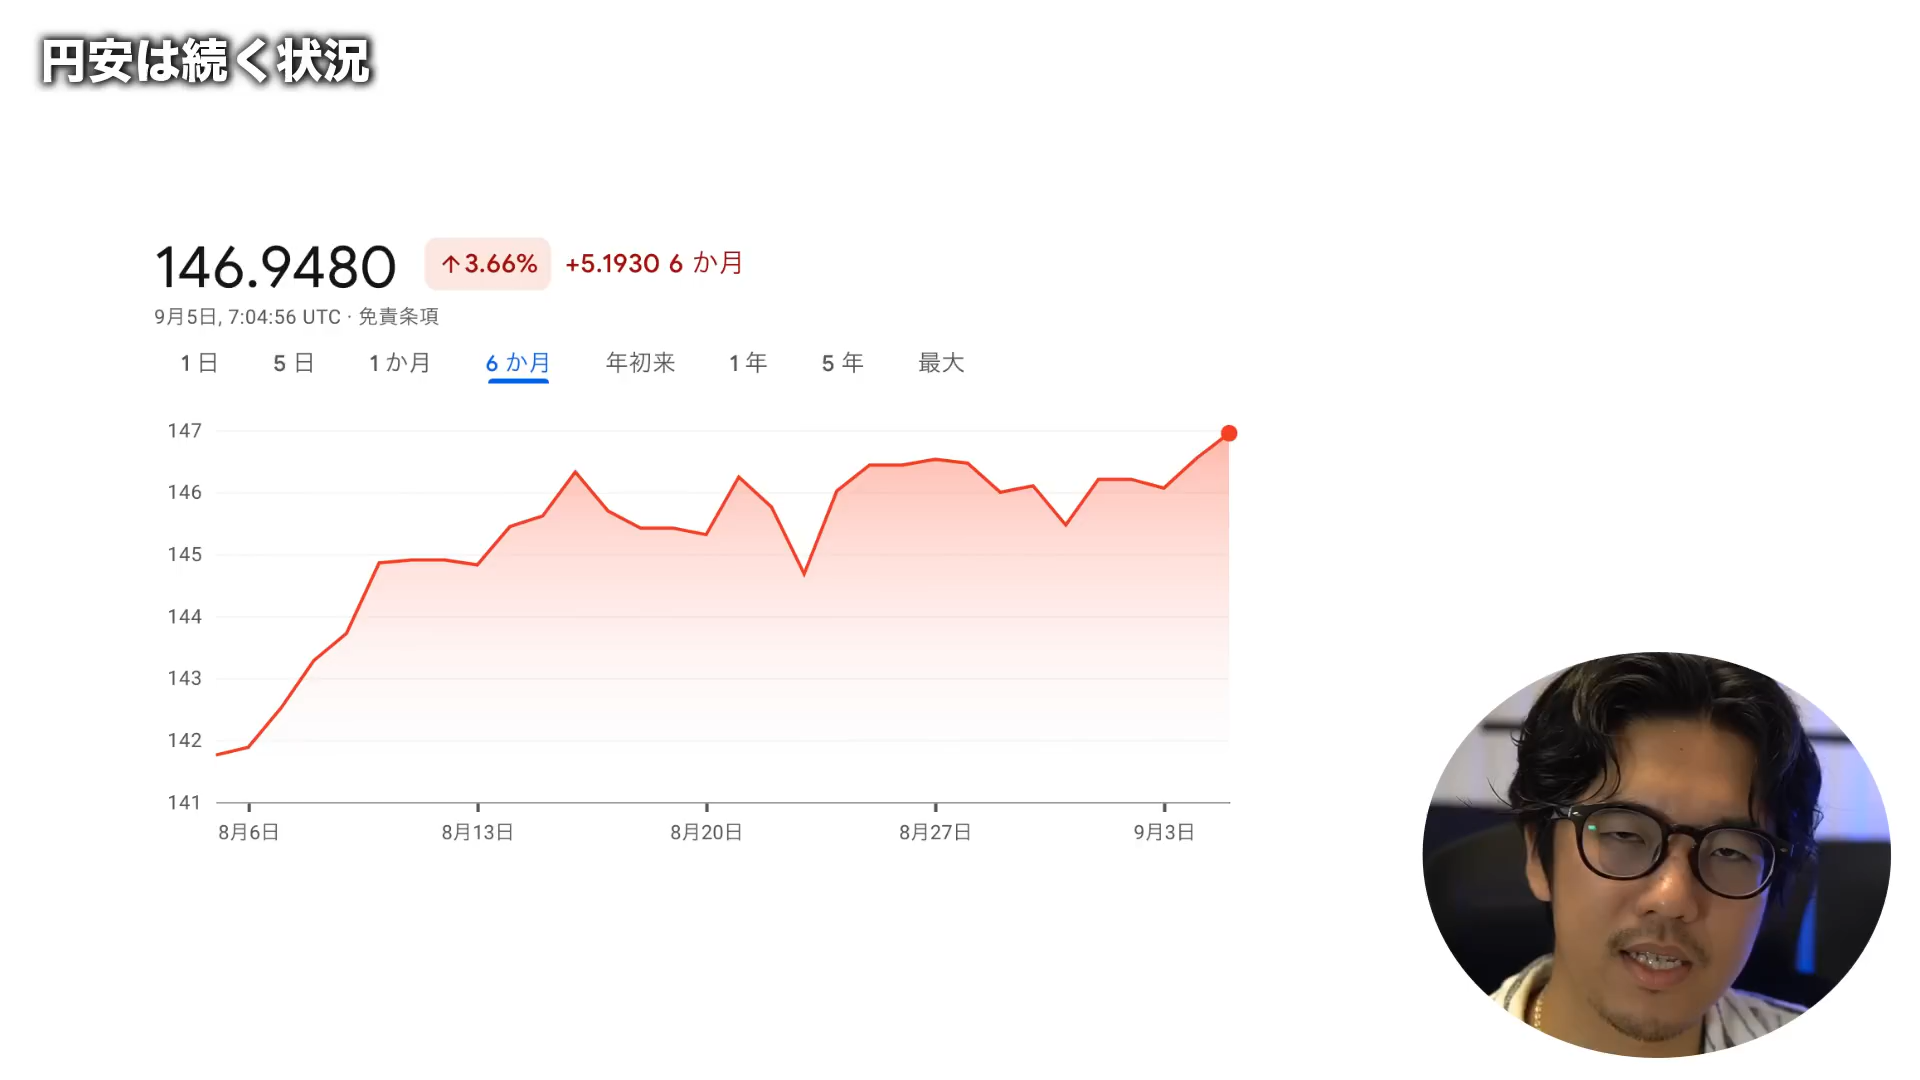 円安は続く状況
146.9480 ↑3.66% +5.1930 6 か月
9月5日, 7:04:56 UTC · 免責条項
1 日 5 日 1 か月 6 か月 年初来 1 年 5 年 最大
147
146
145
144
143
142
141
8月6日 8月13日 8月20日 8月27日 9月3日